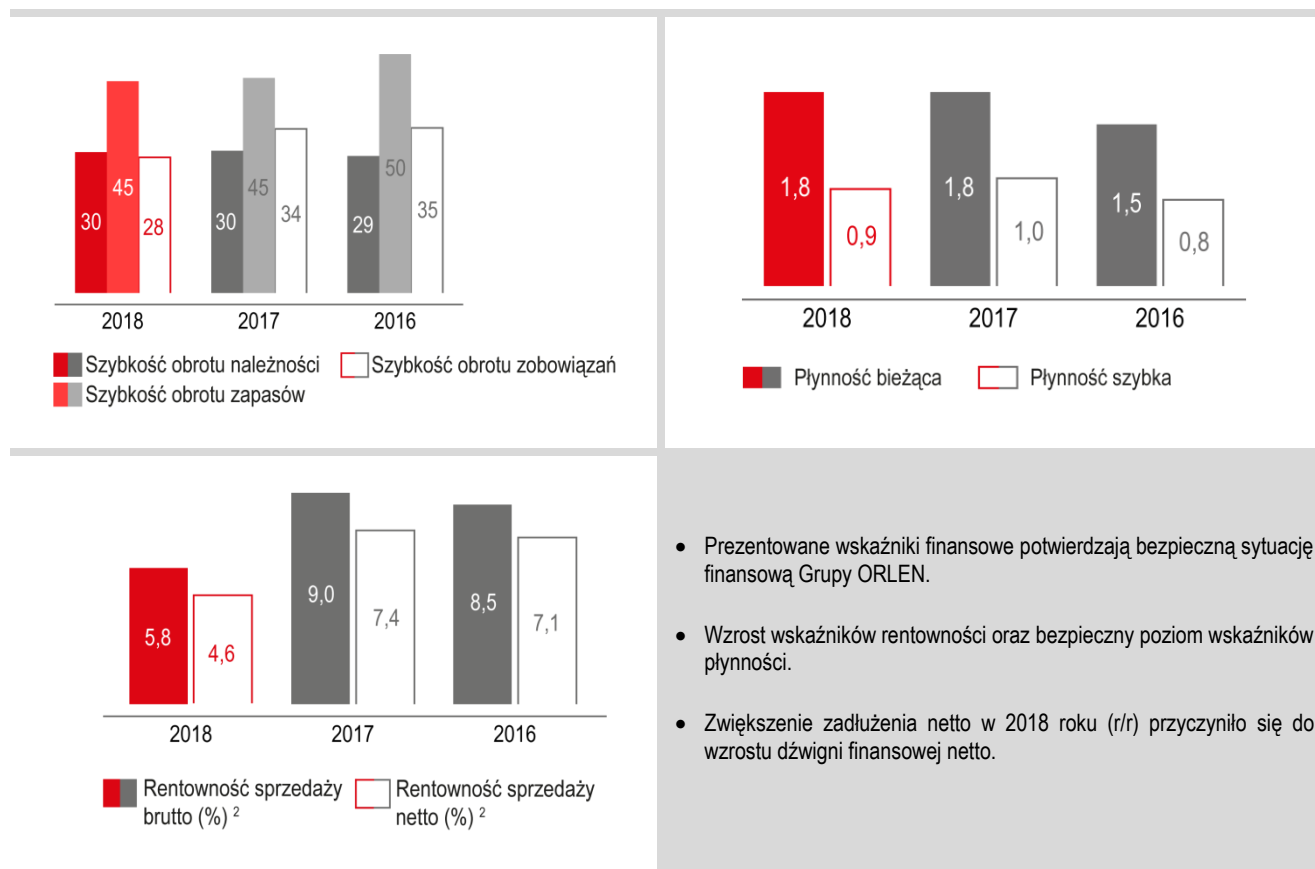 30
45
28
30
45
34
29
50
35
2018
2017
2016
Szybkość obrotu należności
Szybkość obrotu zobowiązań
Szybkość obrotu zapasów
1,8
0,9
1,8
1,0
1,5
0,8
2018
2017
2016
Płynność bieżąca
Płynność szybka
5,8
4,6
9,0
7,4
8,5
7,1
2018
2017
2016
Rentowność sprzedaży
brutto (%) ²
Rentowność sprzedaży
netto (%) ²
• Prezentowane wskaźniki finansowe potwierdzają bezpieczną sytuację
finansową Grupy ORLEN.
• Wzrost wskaźników rentowności oraz bezpieczny poziom wskaźników
płynności.
• Zwiększenie zadłużenia netto w 2018 roku (r/r) przyczyniło się do
wzrostu dźwigni finansowej netto.